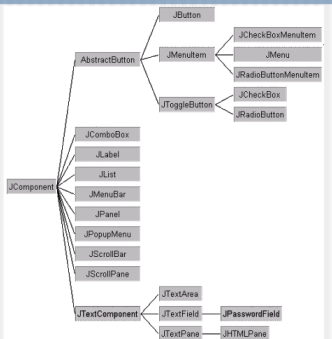 JButton
JCheckBoxMenuItem
AbstractButton
JMenuItem
JMenu
JRadioButtonMenuItem
JToggleButton
JCheckBox
JRadioButton
JComboBox
JLabel
JList
JComponent
JMenuBar
JPanel
JPopupMenu
JScrollBar
JScrollPane
JTextArea
JTextComponent
JTextField
JPasswordField
JTextPane
JHTMLPane